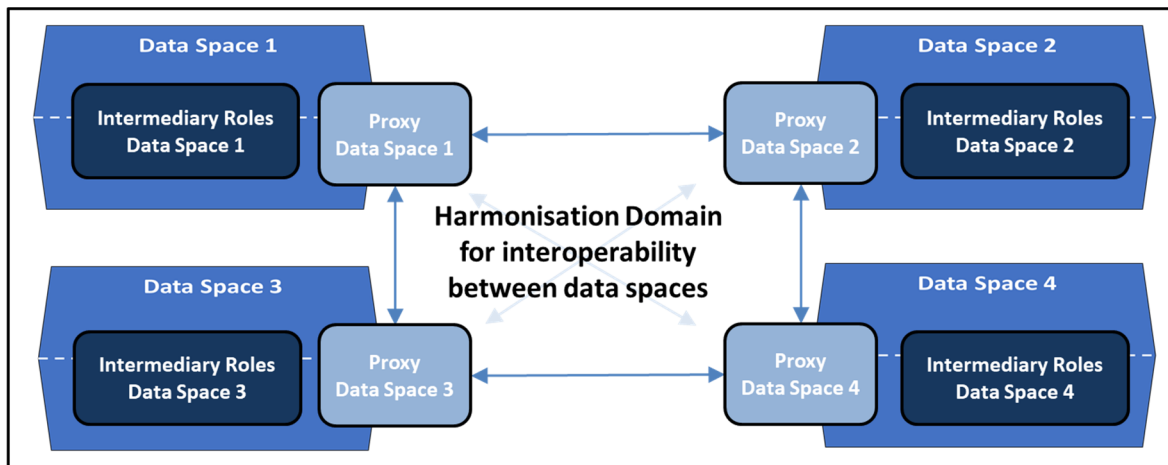 Data Space 1
Intermediary Roles
Data Space 1
Proxy
Data Space 1
Data Space 2
Proxy
Data Space 2
Intermediary Roles
Data Space 2
Harmonisation Domain
for interoperability
between data spaces
Data Space 3
Intermediary Roles
Data Space 3
Proxy
Data Space 3
Data Space 4
Proxy
Data Space 4
Intermediary Roles
Data Space 4